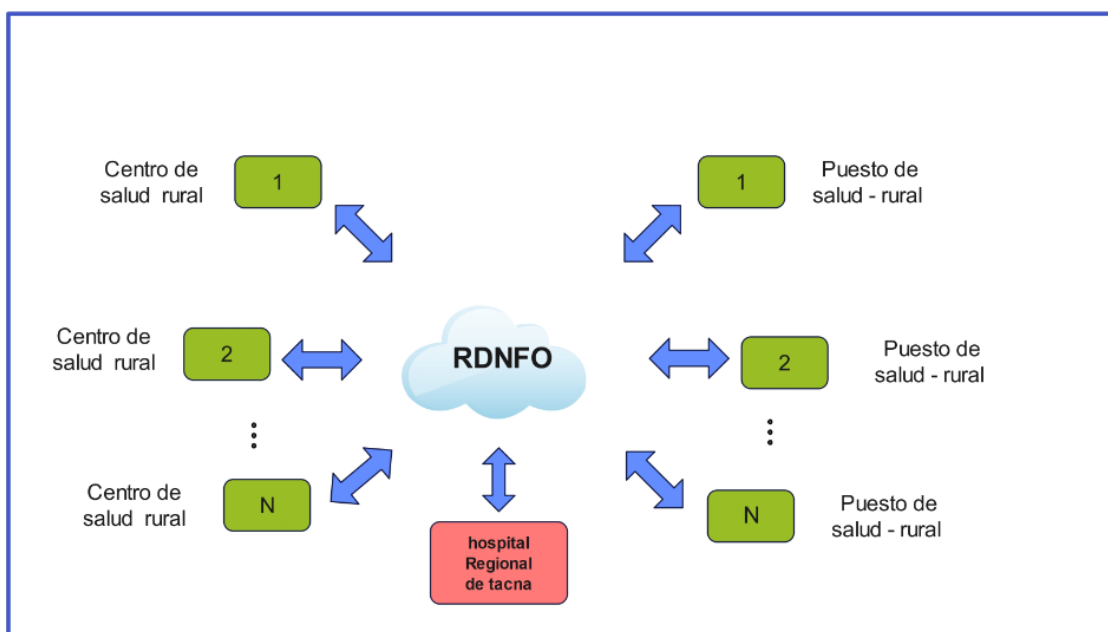 Centro de
salud rural
1
1
Puesto de
salud - rural
Centro de
salud rural
2
RDNFO
2
Puesto de
salud - rural
Centro de
salud rural
N
hospital
Regional
de tacna
N
Puesto de
salud - rural